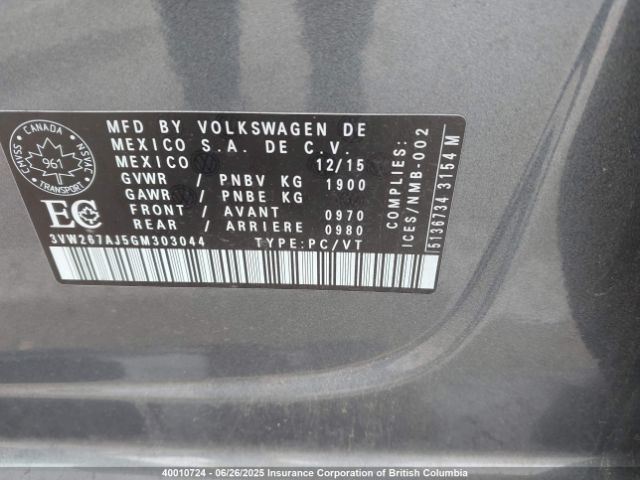 CANADA
CMVSS
NSVAC
961
TRANSPORT
MFD BY VOLKSWAGEN DE
MEXICO S.A. DE C.V.
MEXICO 12/15
GVWR / PNBV KG 1900
GAWR / PNBE KG
FRONT / AVANT 0970
REAR / ARRIERE 0980
EC
3VW267AJ5GM303044 TYPE:PC/VT
COMPLIES:
ICES/NMB-002
5136734 3154 M
40010724 — 06/26/2025 Insurance Corporation of British Columbia